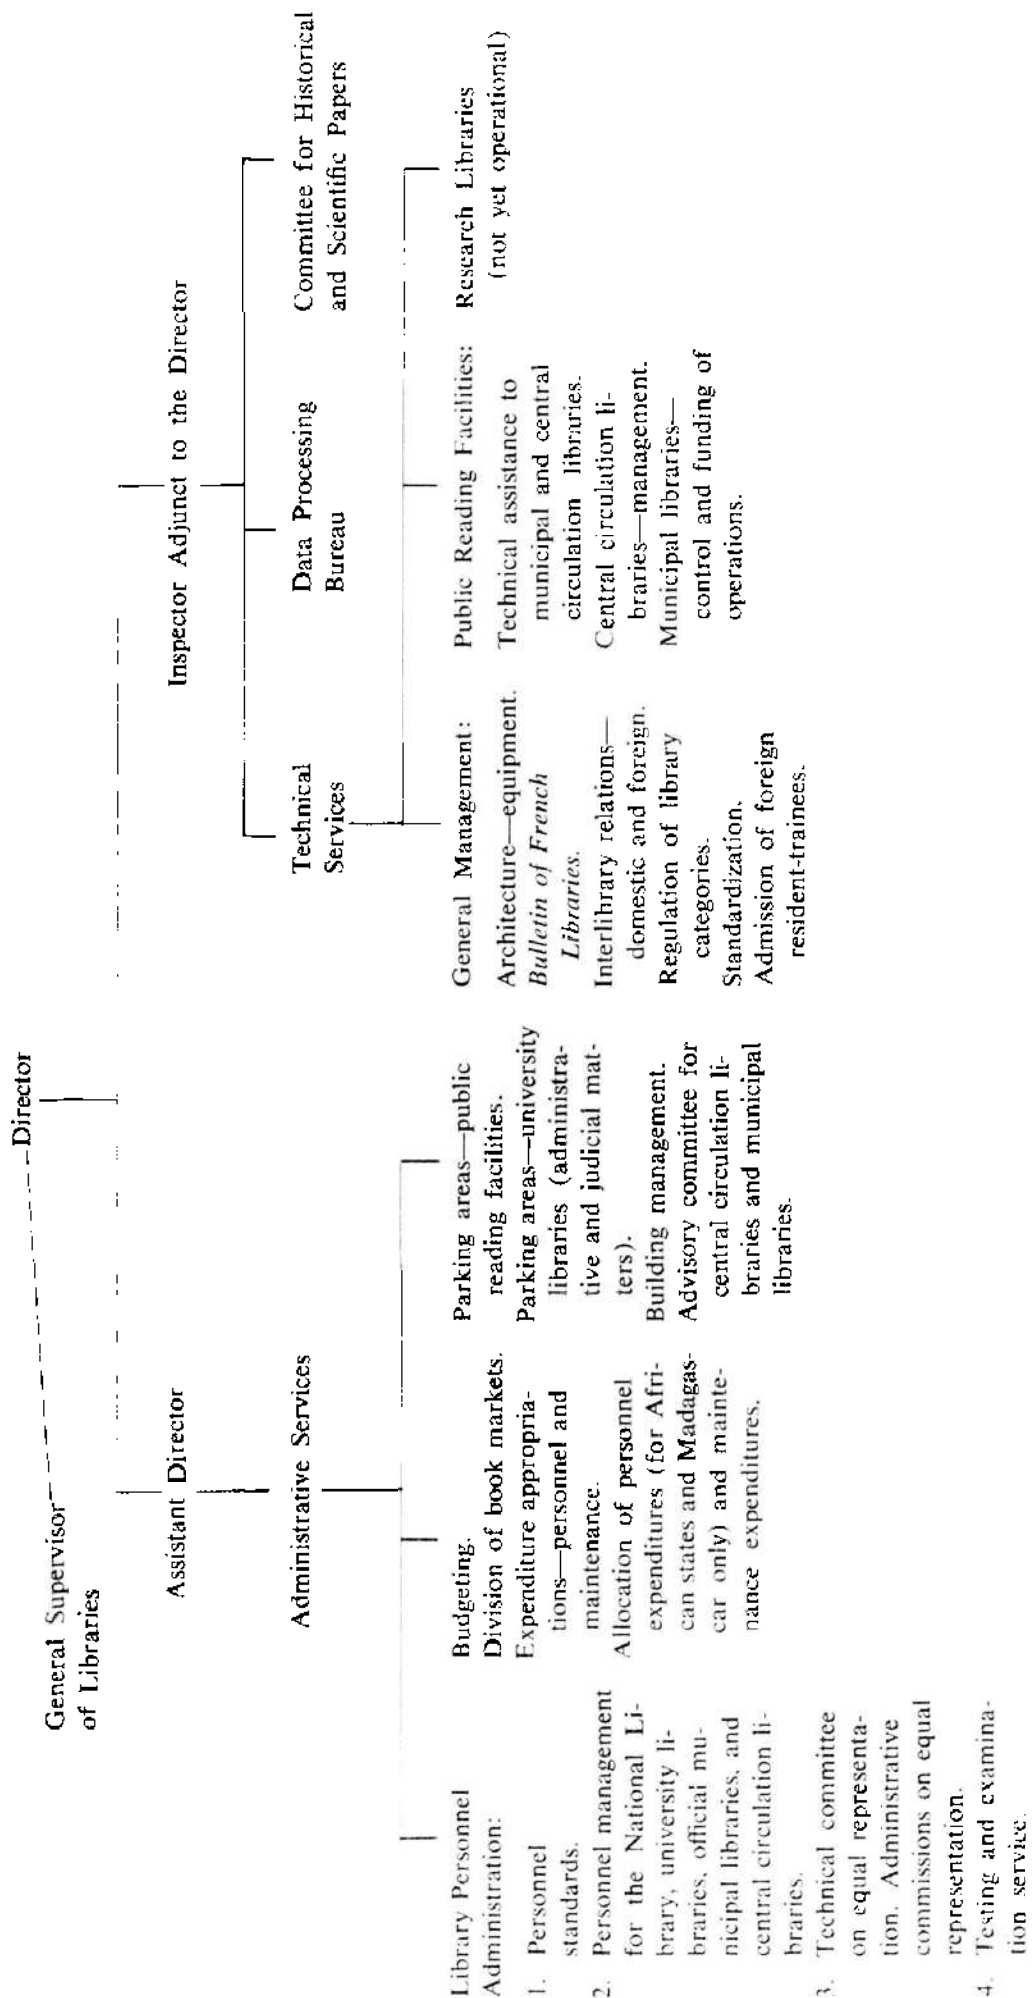 General Supervisor
of Libraries
Director
Assistant Director
Inspector Adjunct to the Director
Administrative Services
Technical
Services
Data Processing
Bureau
Committee for Historical
and Scientific Papers
Library Personnel
Administration:
1. Personnel
standards.
2. Personnel management
for the National Li-
brary, university li-
braries, official mu-
nicipal libraries, and
central circulation li-
braries.
3. Technical committee
on equal representa-
tion. Administrative
commissions on equal
representation.
4. Testing and examina-
tion service.
Budgeting.
Division of book markets.
Expenditure appropria-
tions—personnel and
maintenance.
Allocation of personnel
expenditures (for Afri-
can states and Madagas-
car only) and mainte-
nance expenditures.
Parking areas—public
reading facilities.
Parking areas—university
libraries (administra-
tive and judicial mat-
ters).
Building management.
Advisory committee for
central circulation li-
braries and municipal
libraries.
General Management:
Architecture—equipment.
Bulletin of French
Libraries.
Interlibrary relations—
domestic and foreign.
Regulation of library
categories.
Standardization.
Admission of foreign
resident-trainees.
Public Reading Facilities:
Technical assistance to
municipal and central
circulation libraries.
Central circulation li-
braries—management.
Municipal libraries—
control and funding of
operations.
Research Libraries
(not yet operational)